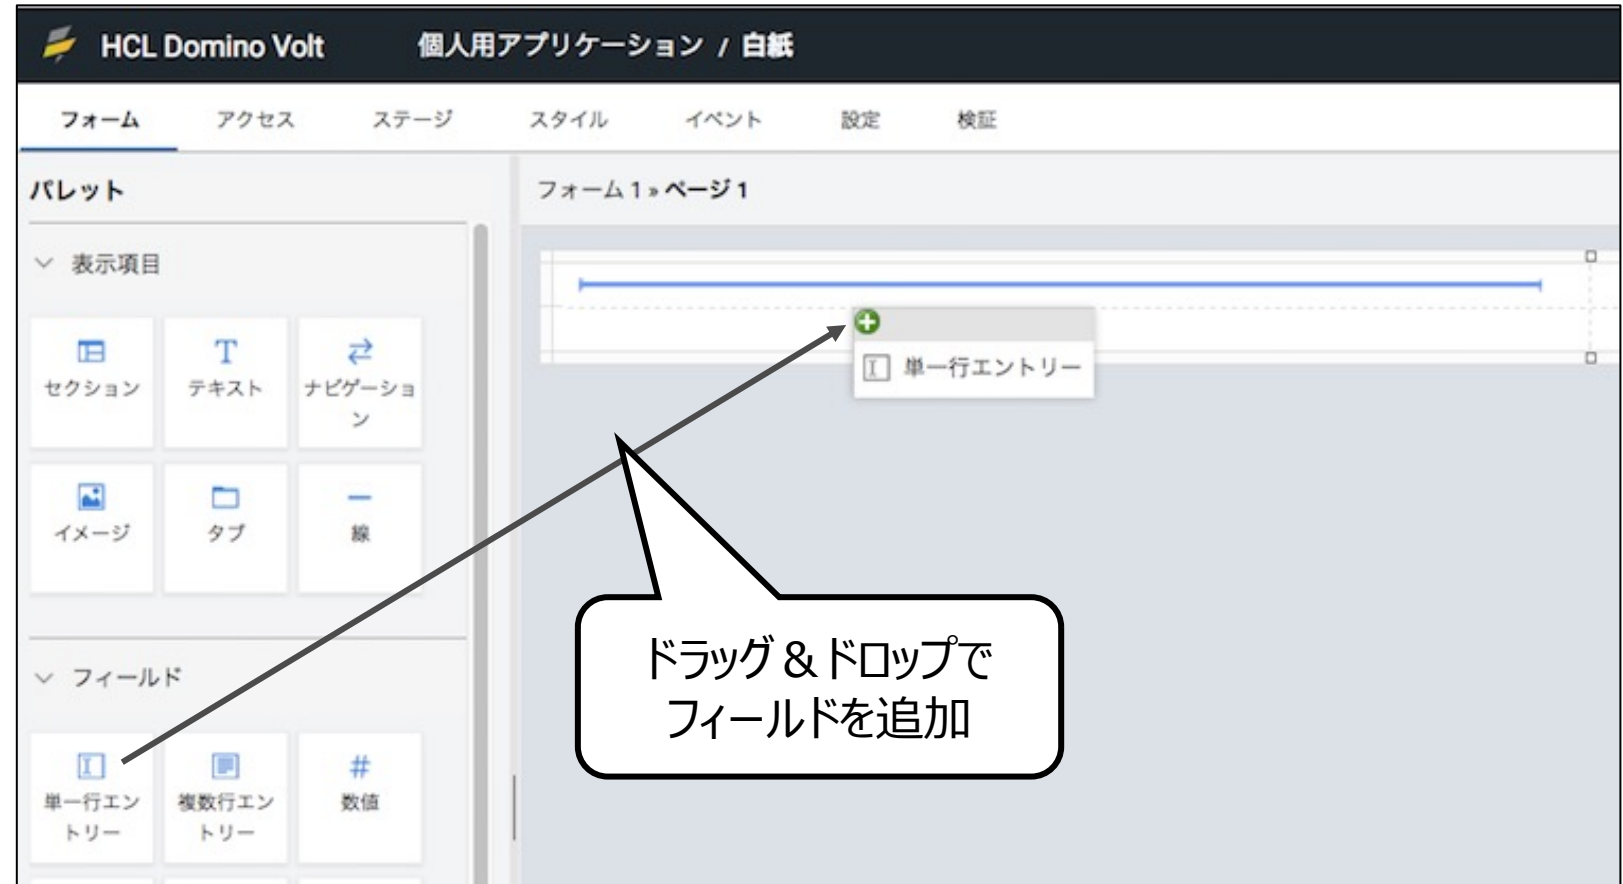 HCL Domino Volt 個人用アプリケーション / 白紙
フォーム アクセス ステージ スタイル イベント 設定 検証
パレット
フォーム 1 » ページ 1
表示項目
セクション
テキスト
ナビゲーショ
ン
イメージ
タブ
線
単一行エントリー
ドラッグ＆ドロップで
フィールドを追加
フィールド
単一行エン
トリー
複数行エン
トリー
#
数値